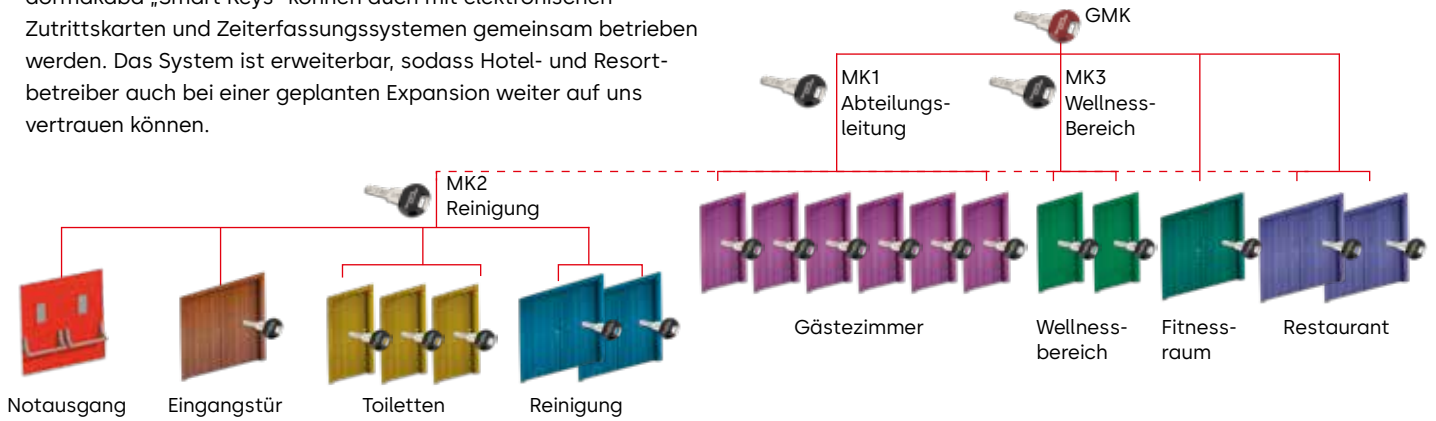 dormakaba „Smart Keys“ können auch mit elektronischen
Zutrittskarten und Zeiterfassungssystemen gemeinsam betrieben
werden. Das System ist erweiterbar, sodass Hotel- und Resort-
betreiber auch bei einer geplanten Expansion weiter auf uns
vertrauen können.
GMK
MK1
Abteilungs-
leitung
MK3
Wellness-
Bereich
MK2
Reinigung
Gästezimmer
Wellness-
bereich
Fitness-
raum
Restaurant
Notausgang
Eingangstür
Toiletten
Reinigung